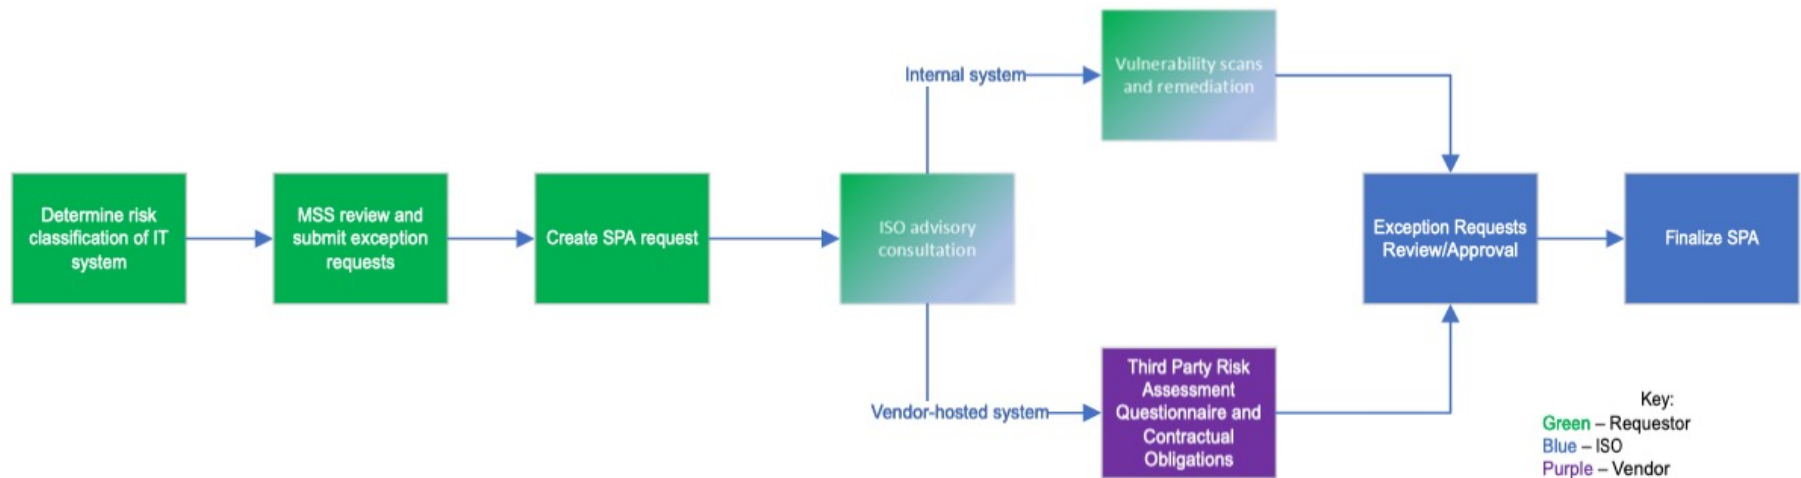 Determine risk
classification of IT
system
MSS review and
submit exception
requests
Create SPA request
ISO advisory
consultation
Internal system
Vulnerability scans
and remediation
Vendor-hosted system
Third Party Risk
Assessment
Questionnaire and
Contractual
Obligations
Exception Requests
Review/Approval
Finalize SPA
Key:
Green – Requestor
Blue – ISO
Purple – Vendor